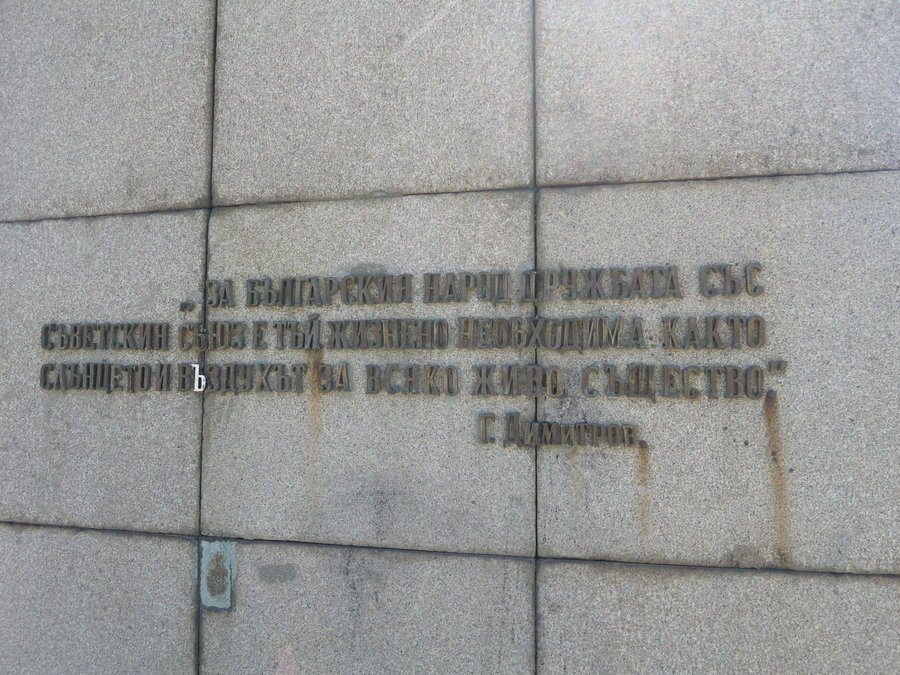 „ЗА БЪЛГАРСКИЯ НАРОД ДРУЖБАТА СЪС
СЪВЕТСКИЯ СЪЮЗ Е ТЪЙ ЖИЗНЕНО НЕОБХОДИМА, КАКТО
СЛЪНЦЕТО И ВЪЗДУХЪТ ЗА ВСЯКО ЖИВО СЪЩЕСТВО."
Г. Димитров.